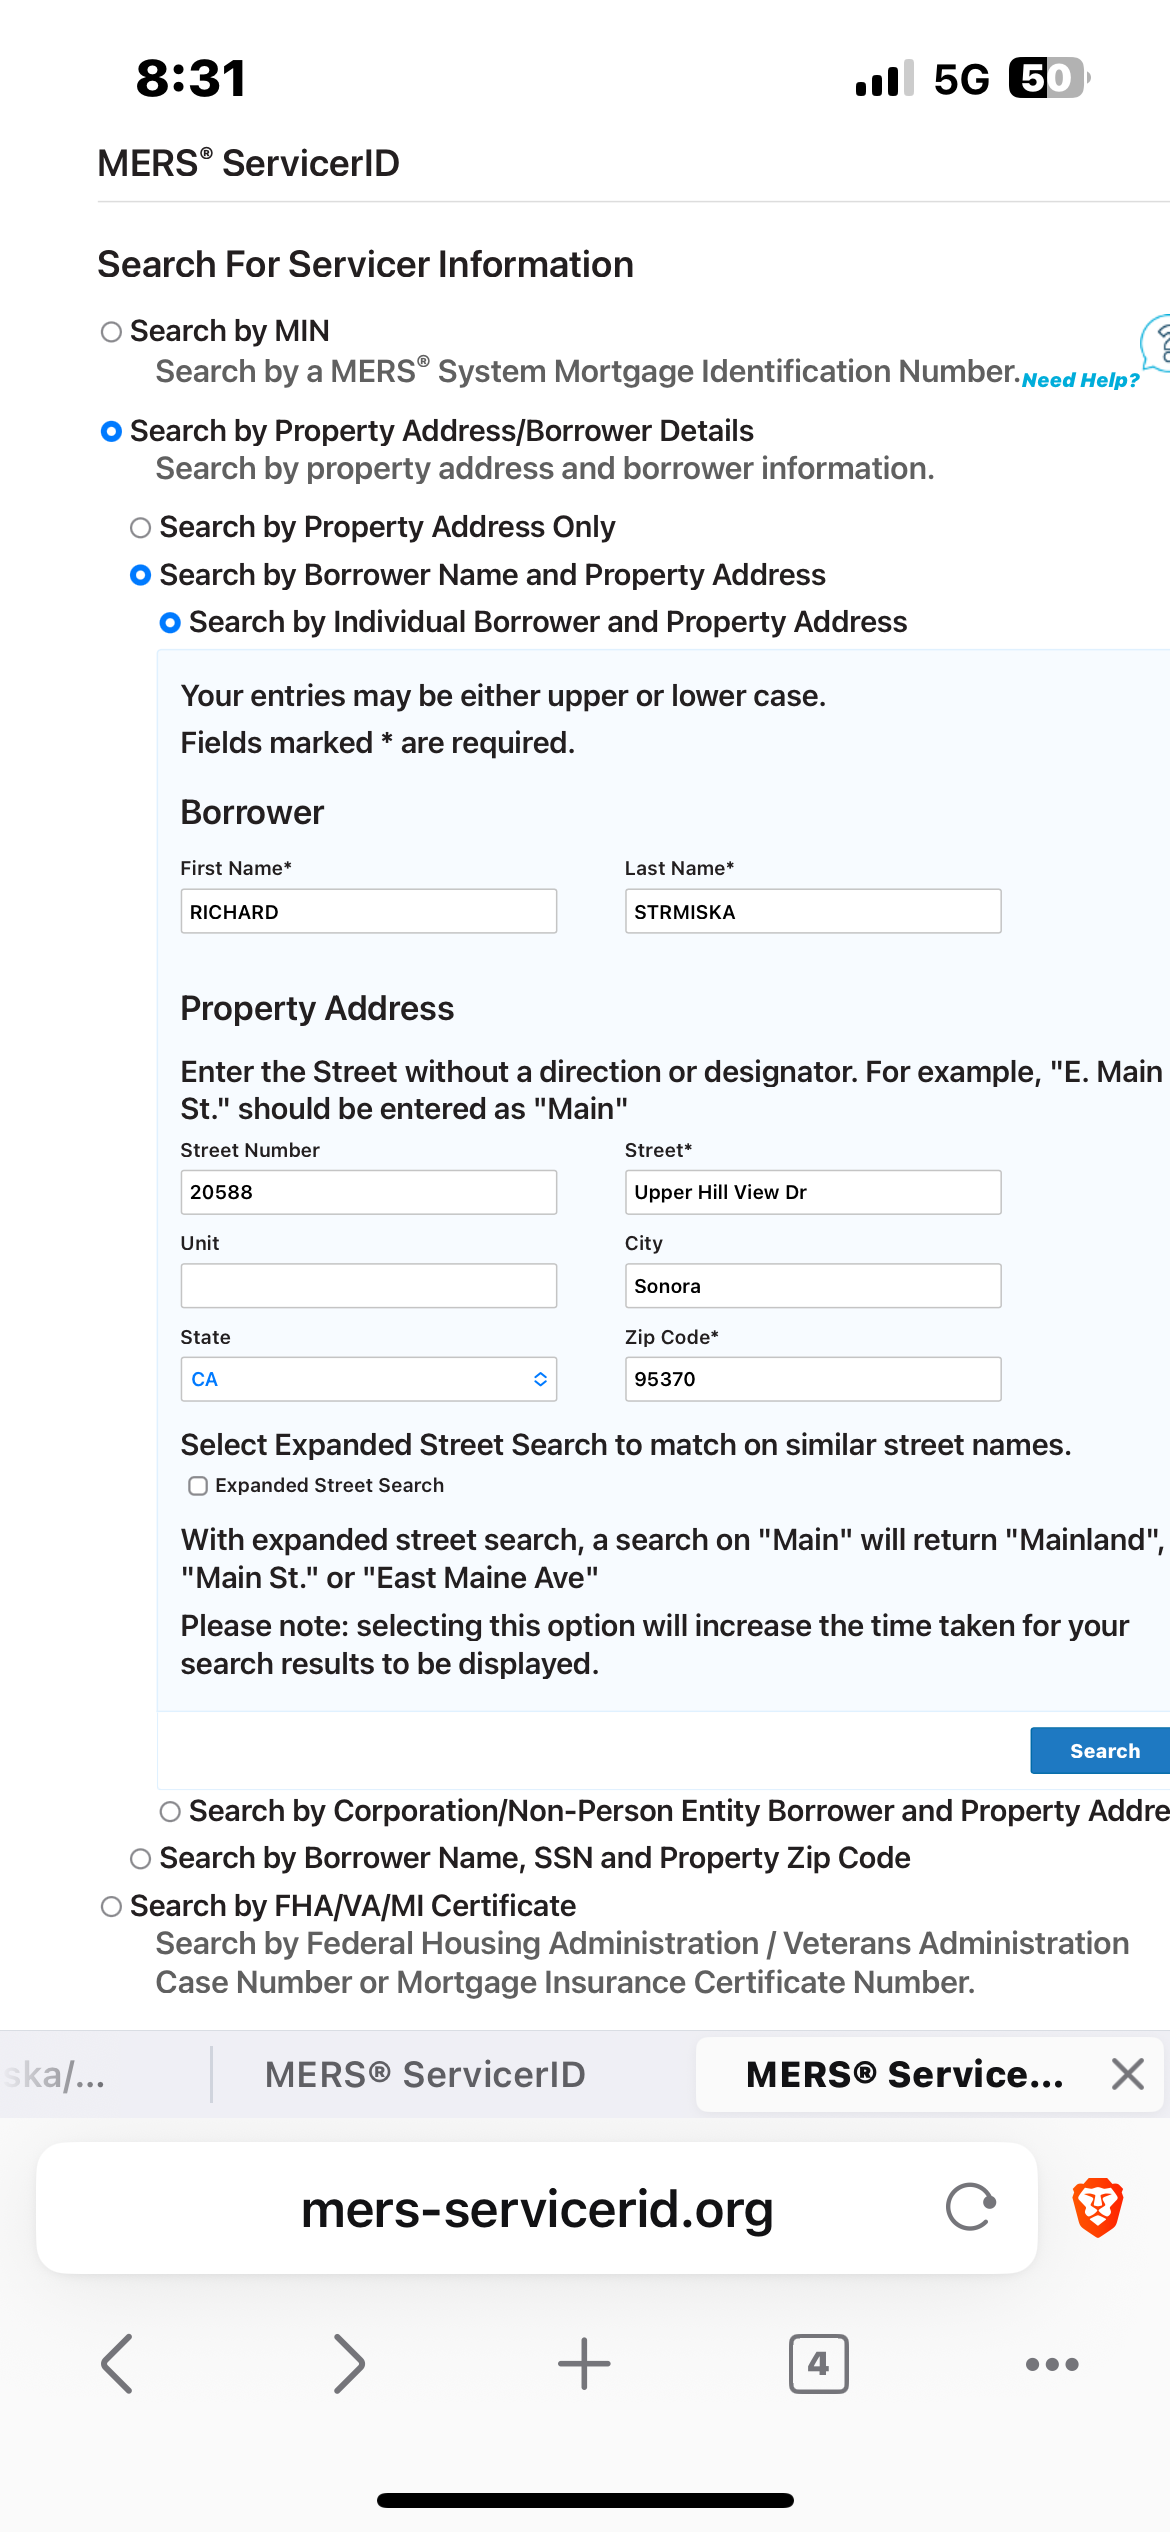 8:31
5G 50
MERS® ServicerID
Search For Servicer Information
Search by MIN
Search by a MERS® System Mortgage Identification Number.
Need Help?
Search by Property Address/Borrower Details
Search by property address and borrower information.
Search by Property Address Only
Search by Borrower Name and Property Address
Search by Individual Borrower and Property Address
Your entries may be either upper or lower case.
Fields marked * are required.
Borrower
First Name* Last Name*
RICHARD STRMISKA
Property Address
Enter the Street without a direction or designator. For example, "E. Main
St." should be entered as "Main"
Street Number Street*
20588 Upper Hill View Dr
Unit City
Sonora
State Zip Code*
CA 95370
Select Expanded Street Search to match on similar street names.
Expanded Street Search
With expanded street search, a search on "Main" will return "Mainland",
"Main St." or "East Maine Ave"
Please note: selecting this option will increase the time taken for your
search results to be displayed.
Search
Search by Corporation/Non-Person Entity Borrower and Property Addre
Search by Borrower Name, SSN and Property Zip Code
Search by FHA/VA/MI Certificate
Search by Federal Housing Administration / Veterans Administration
Case Number or Mortgage Insurance Certificate Number.
ska/... MERS® ServicerID MERS® Service...
mers-servicerid.org
4